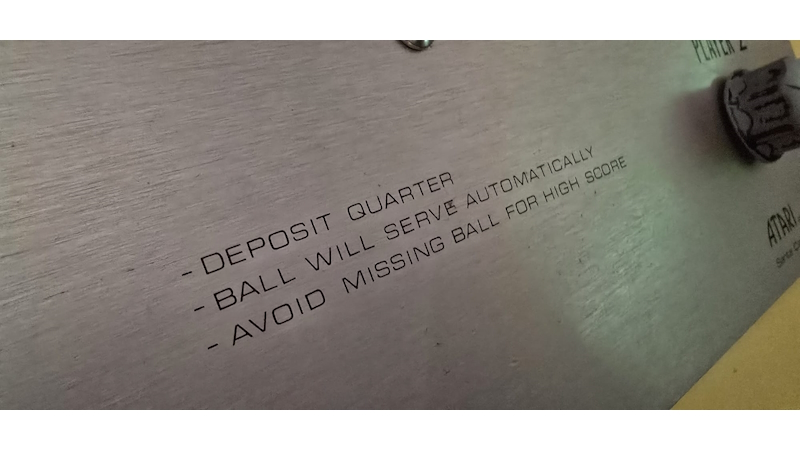 PLAYER 2
- DEPOSIT QUARTER
- BALL WILL SERVE AUTOMATICALLY
- AVOID MISSING BALL FOR HIGH SCORE
ATARI